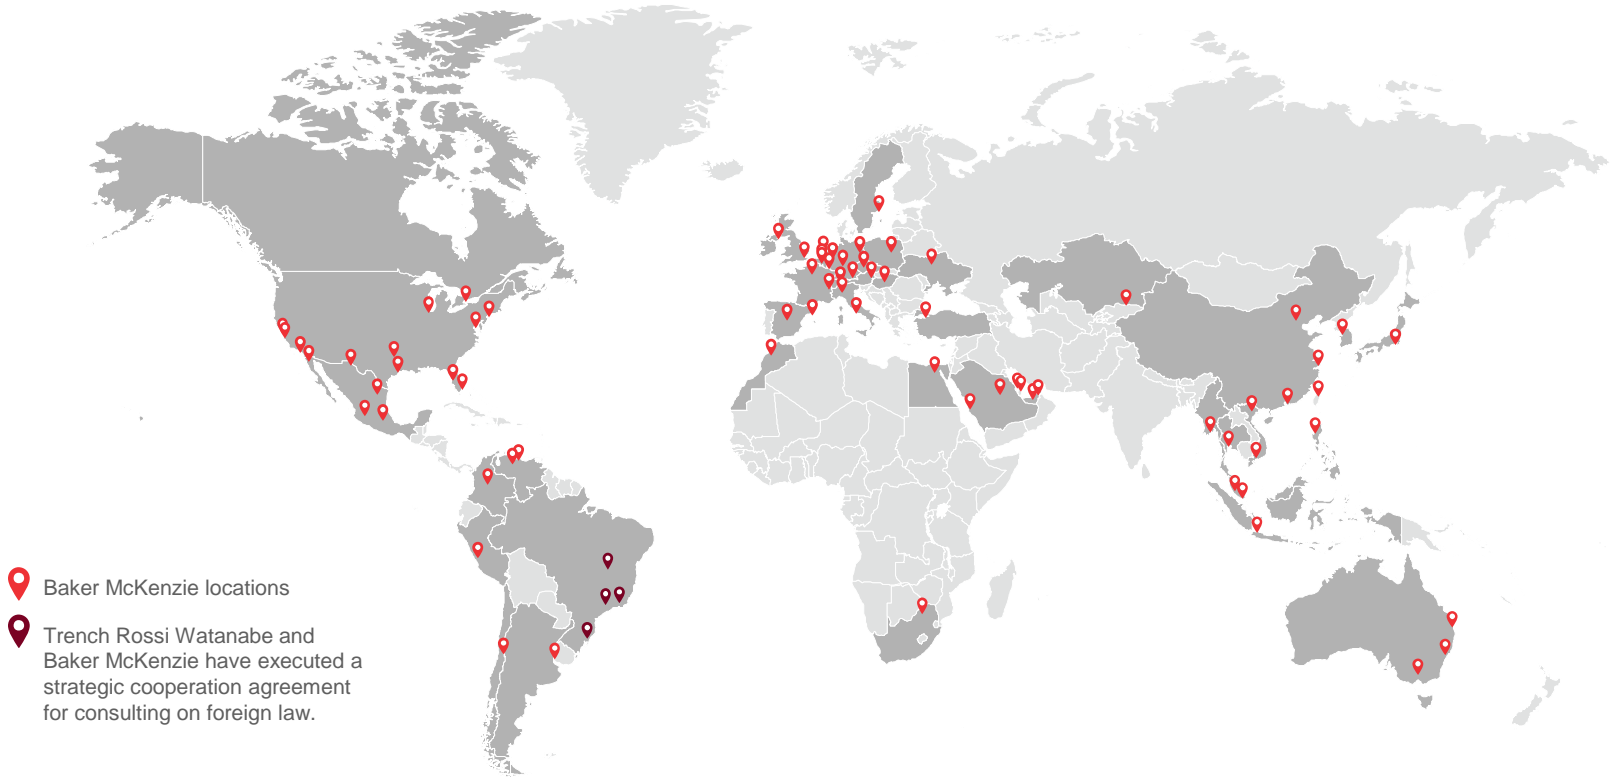 Baker McKenzie locations
Trench Rossi Watanabe and
Baker McKenzie have executed a
strategic cooperation agreement
for consulting on foreign law.